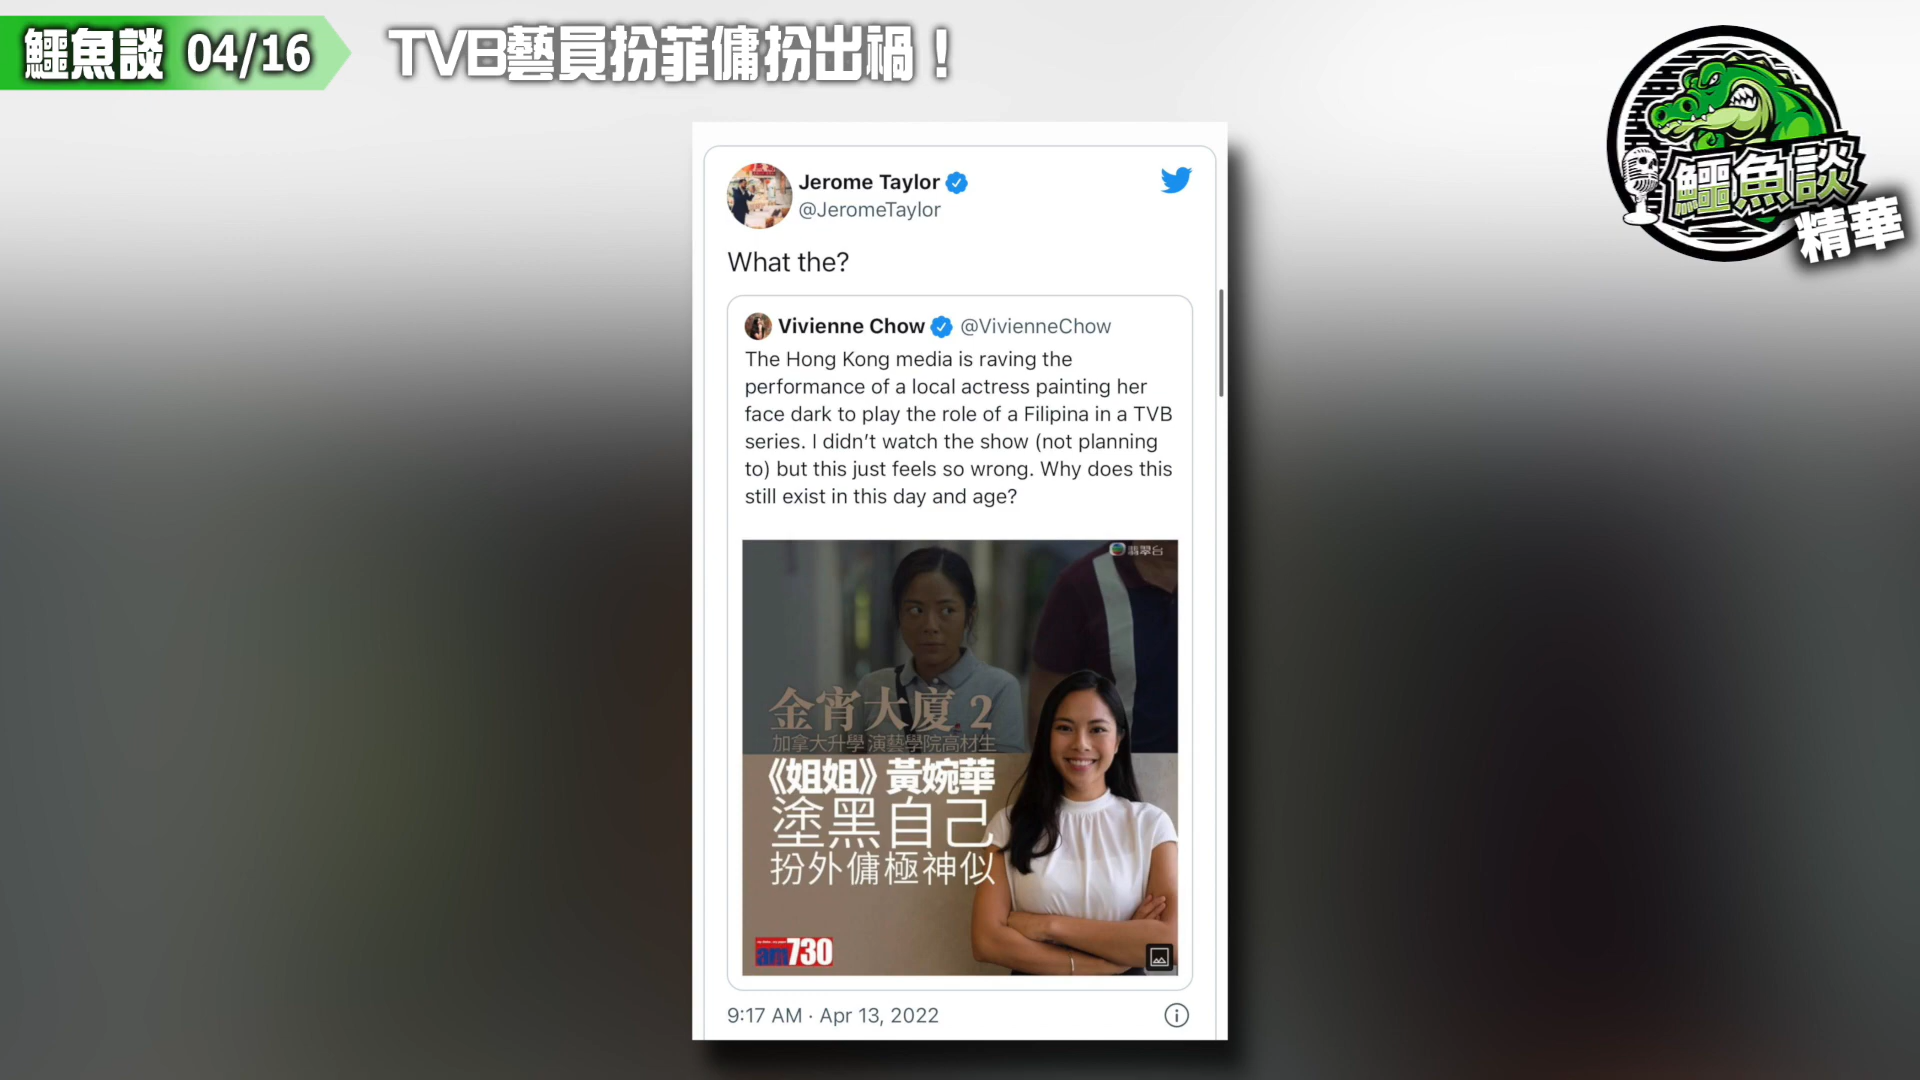 鱷魚談 04/16
TVB藝員扮菲傭扮出禍！
鱷魚談
精華
Jerome Taylor
@JeromeTaylor
What the?
Vivienne Chow @VivienneChow
The Hong Kong media is raving the
performance of a local actress painting her
face dark to play the role of a Filipina in a TVB
series. I didn’t watch the show (not planning
to) but this just feels so wrong. Why does this
still exist in this day and age?
翡翠台
金宵大廈 2
加拿大升學 演藝學院高材生
《姐姐》黃婉華
塗黑自己
扮外傭極神似
am730
9:17 AM · Apr 13, 2022